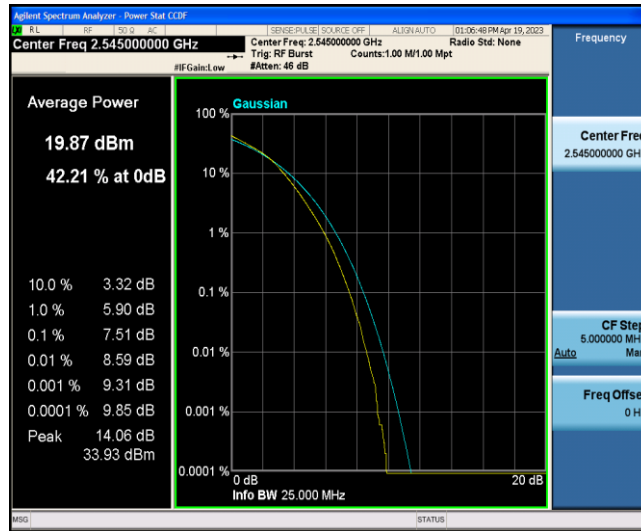 Agilent Spectrum Analyzer - Power Stat CCDF
RL RF 50 Ω AC SENSE:PULSE SOURCE OFF ALIGNAUTO 01:06:48 PM Apr 19, 2023
Center Freq 2.545000000 GHz
Center Freq: 2.545000000 GHz Radio Std: None
Trig: RF Burst Counts:1.00 M/1.00 Mpt
#IFGain:Low #Atten: 46 dB
Frequency
Average Power
19.87 dBm
42.21 % at 0dB
10.0 % 3.32 dB
1.0 % 5.90 dB
0.1 % 7.51 dB
0.01 % 8.59 dB
0.001 % 9.31 dB
0.0001 % 9.85 dB
Peak 14.06 dB
33.93 dBm
Gaussian
100 %
10 %
1 %
0.1 %
0.01 %
0.001 %
0.0001 %
0 dB 20 dB
Info BW 25.000 MHz
Center Freq
2.545000000 GH
CF Step
5.000000 MH
Auto Ma
Freq Offse
0 H
MSG STATUS